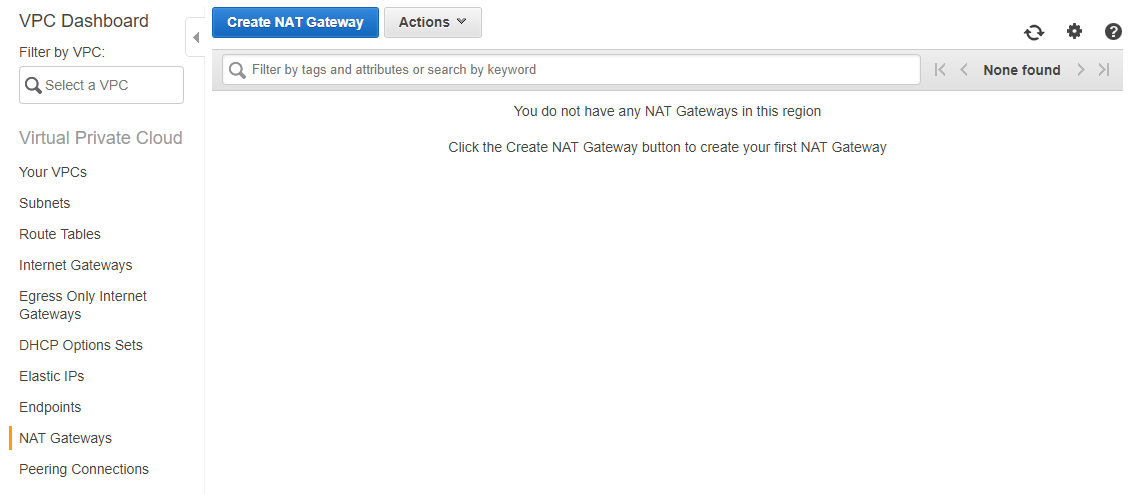 VPC Dashboard
Filter by VPC:
Select a VPC
Virtual Private Cloud
Your VPCs
Subnets
Route Tables
Internet Gateways
Egress Only Internet
Gateways
DHCP Options Sets
Elastic IPs
Endpoints
NAT Gateways
Peering Connections
Create NAT Gateway
Actions
Filter by tags and attributes or search by keyword
None found
You do not have any NAT Gateways in this region
Click the Create NAT Gateway button to create your first NAT Gateway